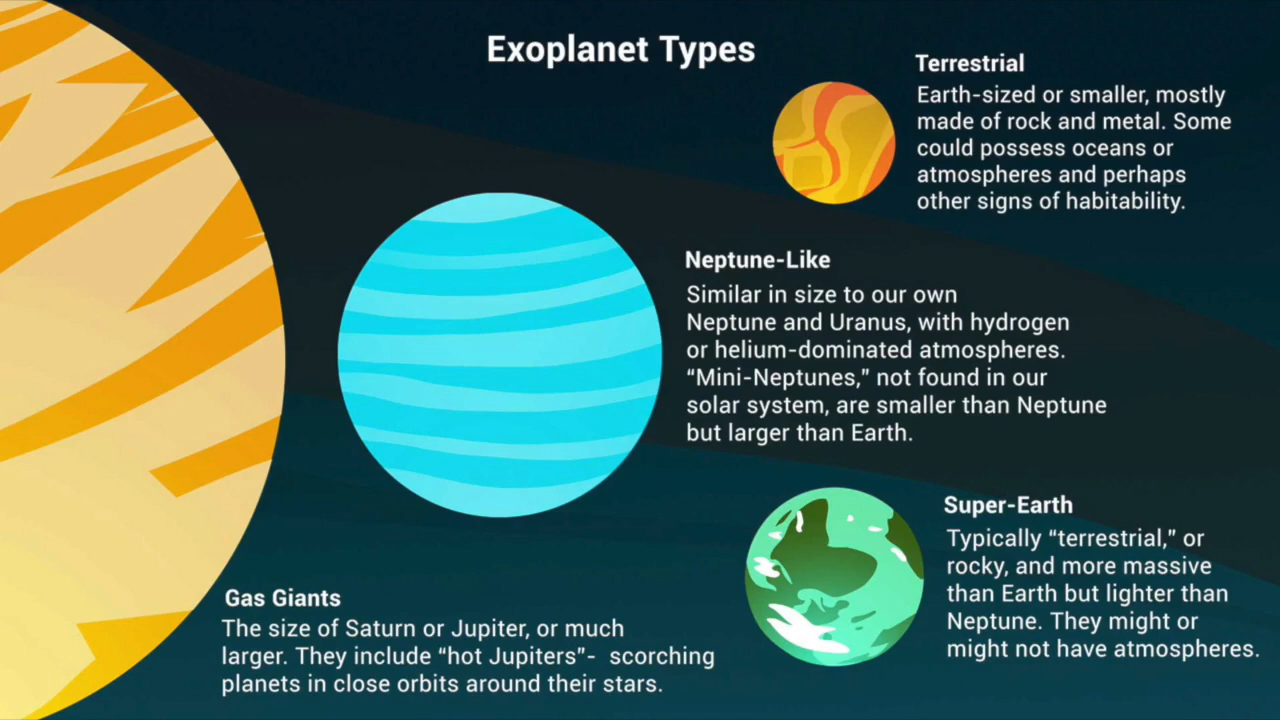 Exoplanet Types
Terrestrial
Earth-sized or smaller, mostly
made of rock and metal. Some
could possess oceans or
atmospheres and perhaps
other signs of habitability.
Neptune-Like
Similar in size to our own
Neptune and Uranus, with hydrogen
or helium-dominated atmospheres.
“Mini-Neptunes,” not found in our
solar system, are smaller than Neptune
but larger than Earth.
Super-Earth
Typically “terrestrial,” or
rocky, and more massive
than Earth but lighter than
Neptune. They might or
might not have atmospheres.
Gas Giants
The size of Saturn or Jupiter, or much
larger. They include “hot Jupiters”- scorching
planets in close orbits around their stars.